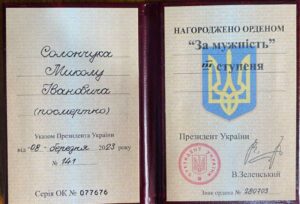 Солончука
Миколу
Івановича
(посмертно)
Указом Президента України
від «08» березня 2023 року
№ 141
Серія ОК № 077676
НАГОРОДЖЕНО ОРДЕНОМ
“За мужність”
III ступеня
Президент України
В.Зеленський
Знак ордена № 280703